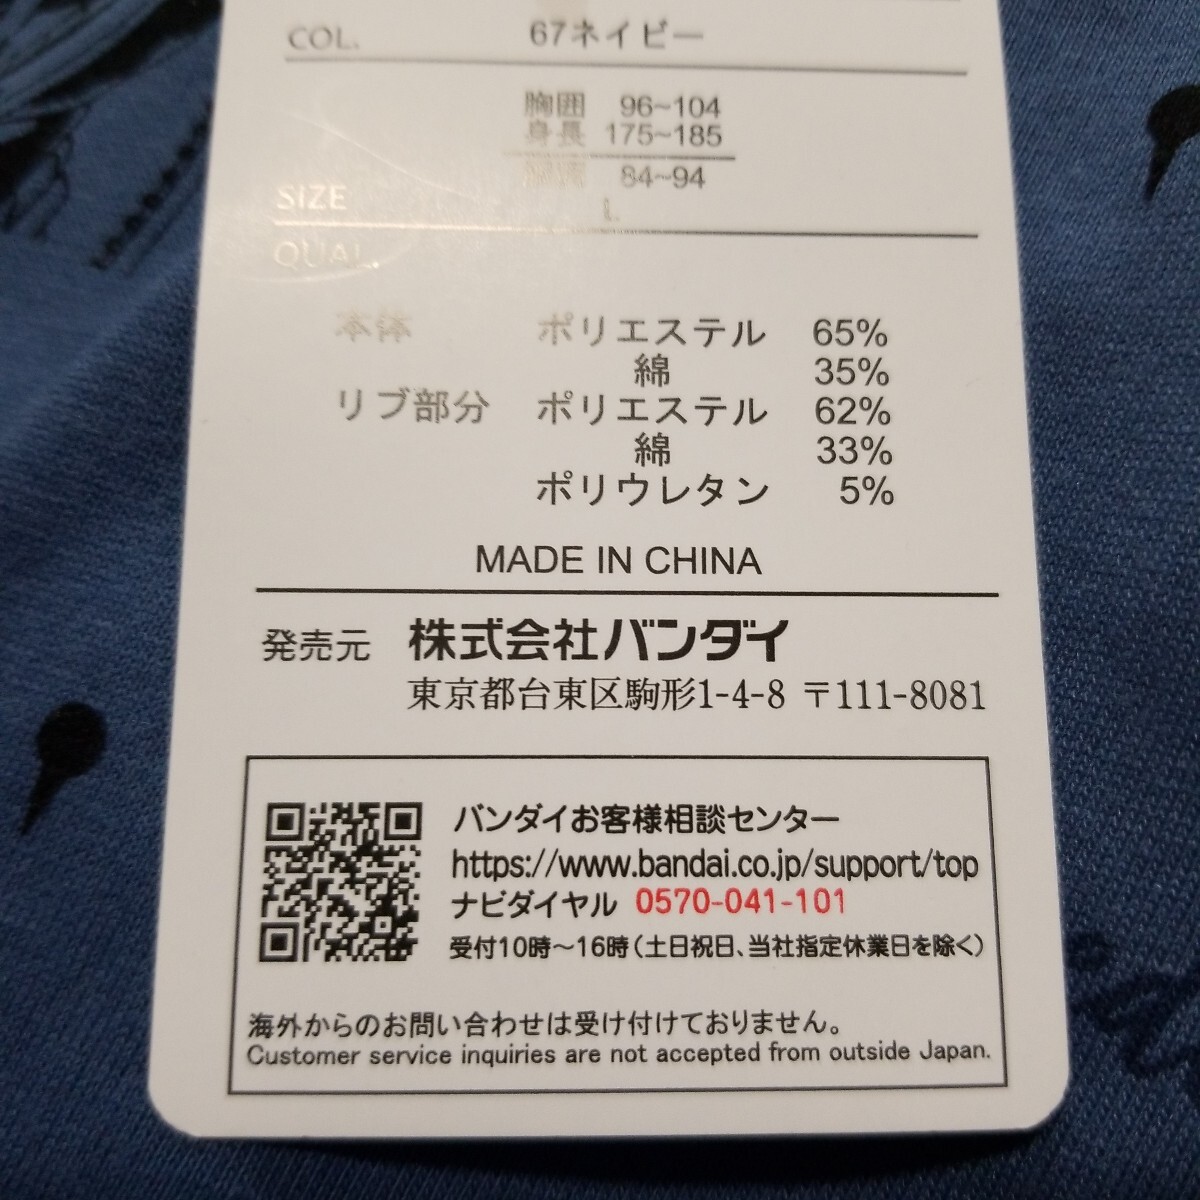 COL. 67ネイビー
胸囲 96~104
身長 175~185
84~94
SIZE L
QUAL.
本体 ポリエステル 65%
綿 35%
リブ部分 ポリエステル 62%
綿 33%
ポリウレタン 5%
MADE IN CHINA
発売元 株式会社バンダイ
東京都台東区駒形1-4-8 〒111-8081
バンダイお客様相談センター
https://www.bandai.co.jp/support/top
ナビダイヤル 0570-041-101
受付10時～16時(土日祝日、当社指定休業日を除く)
海外からのお問い合わせは受け付けておりません。
Customer service inquiries are not accepted from outside Japan.